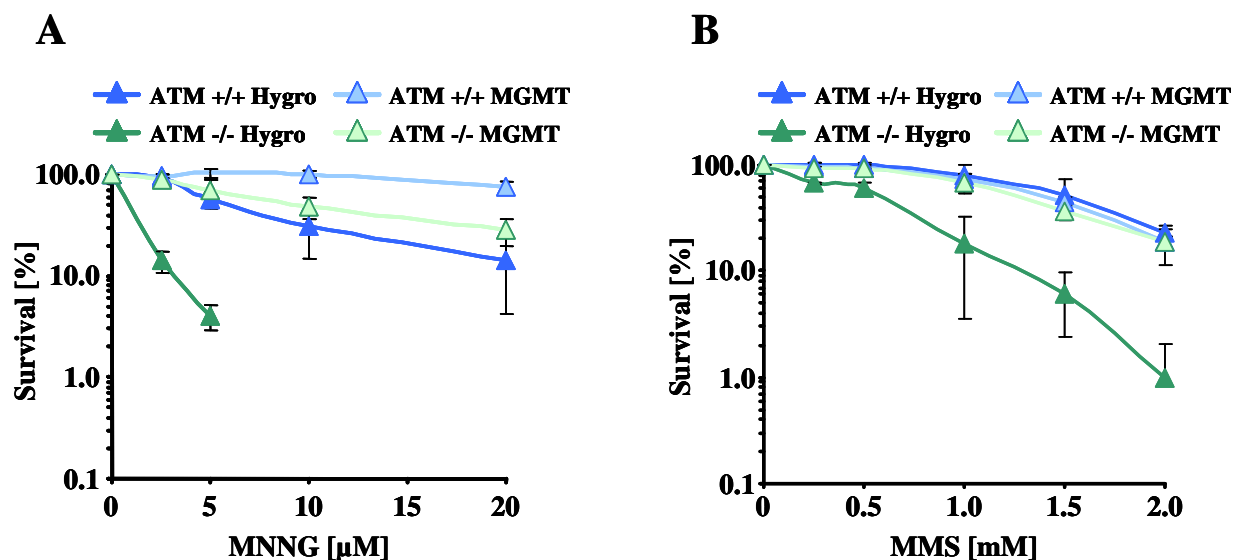 A
ATM +/+ Hygro
ATM +/+ MGMT
ATM -/- Hygro
ATM -/- MGMT
Survival [%]
100.0
10.0
1.0
0.1
0 5 10 15 20
MNNG [µM]
B
ATM +/+ Hygro
ATM +/+ MGMT
ATM -/- Hygro
ATM -/- MGMT
Survival [%]
100.0
10.0
1.0
0.1
0 0.5 1.0 1.5 2.0
MMS [mM]